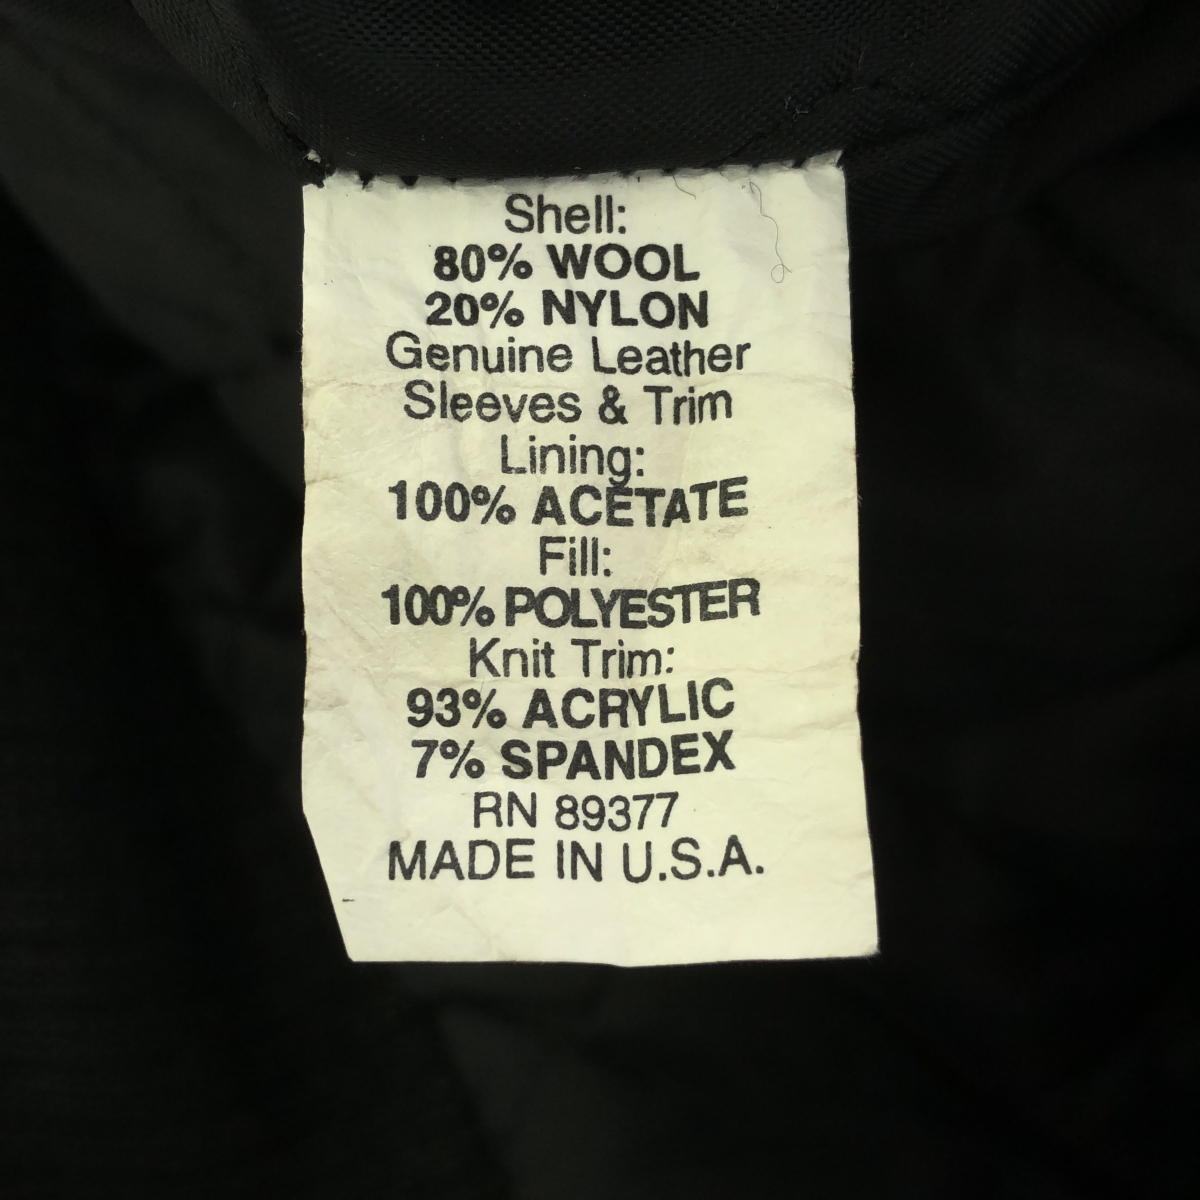 Shell:
80% WOOL
20% NYLON
Genuine Leather
Sleeves & Trim
Lining:
100% ACETATE
Fill:
100% POLYESTER
Knit Trim:
93% ACRYLIC
7% SPANDEX
RN 89377
MADE IN U.S.A.